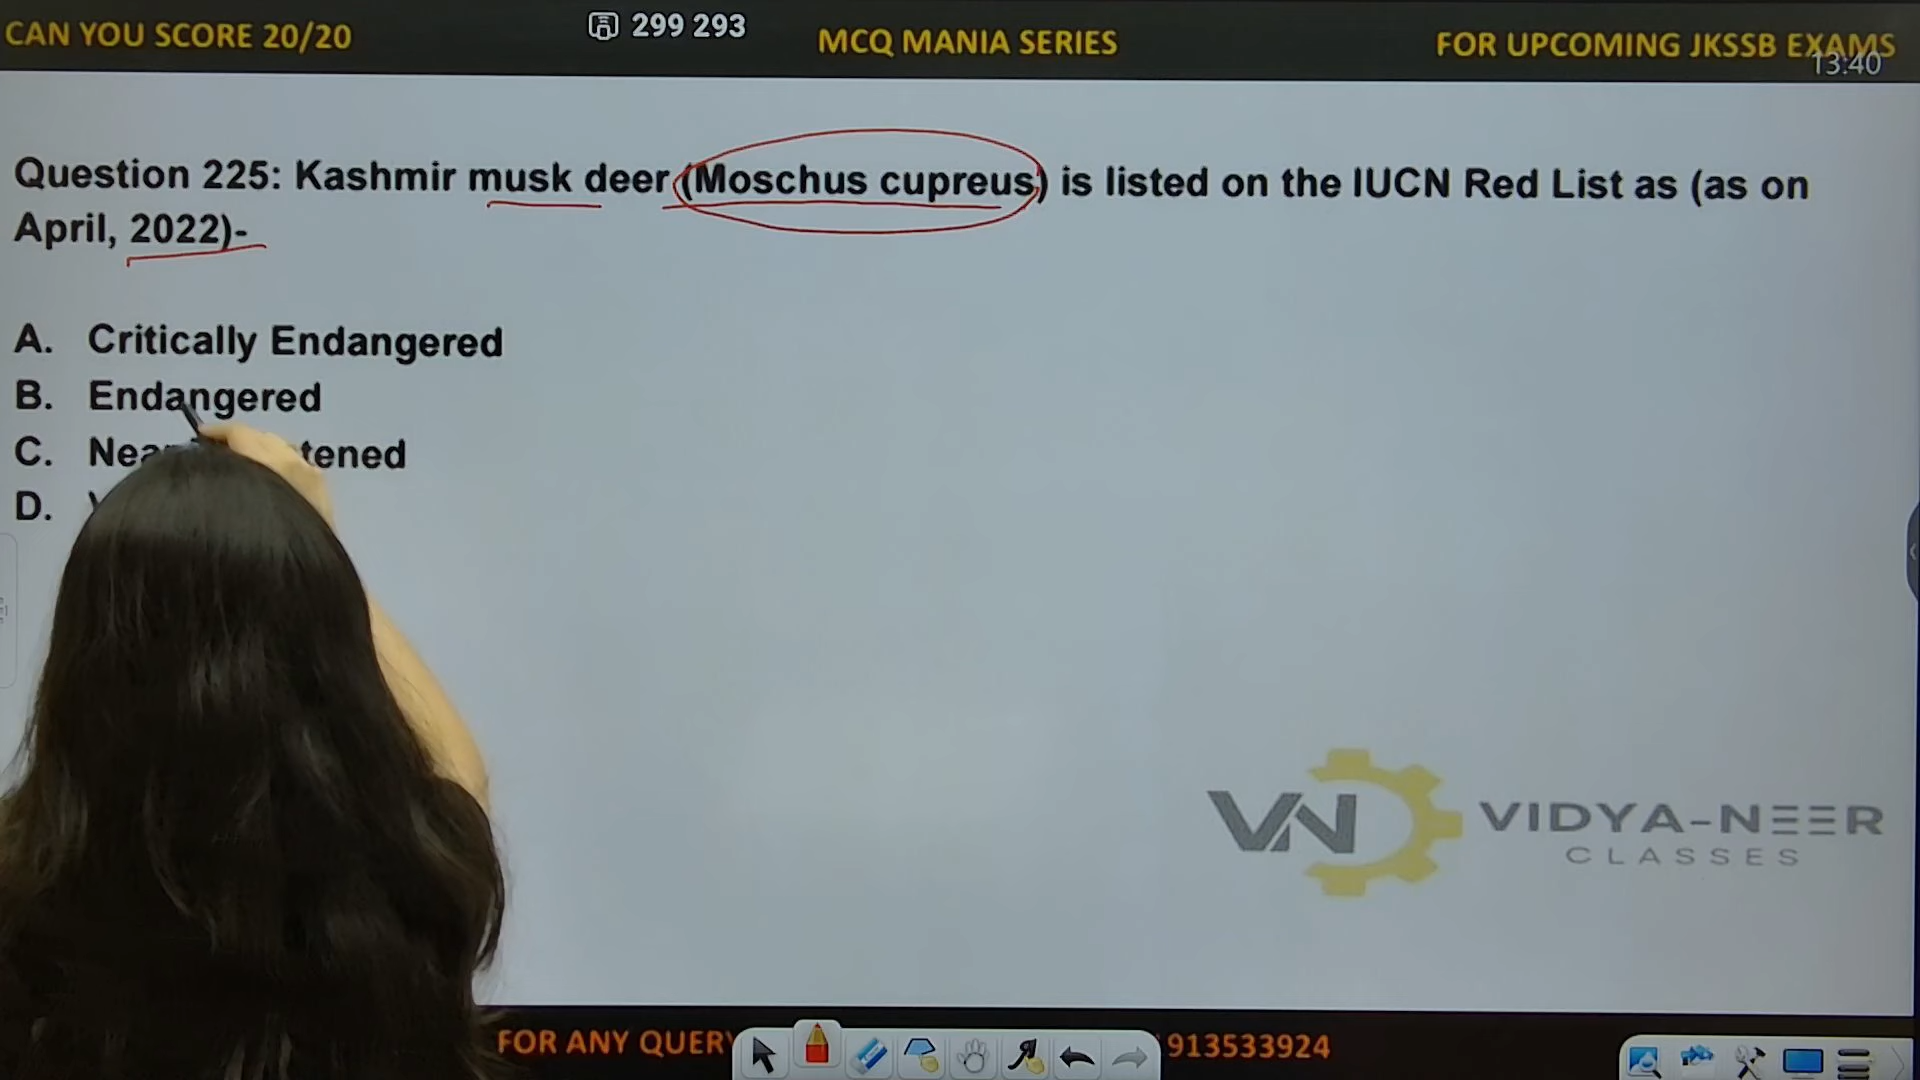 CAN YOU SCORE 20/20
299 293
MCQ MANIA SERIES
FOR UPCOMING JKSSB EXAMS
13:40
Question 225: Kashmir musk deer (Moschus cupreus) is listed on the IUCN Red List as (as on
April, 2022)-
A. Critically Endangered
B. Endangered
C.
D.
VN VIDYA-NEER
CLASSES
FOR ANY QUERY 913533924